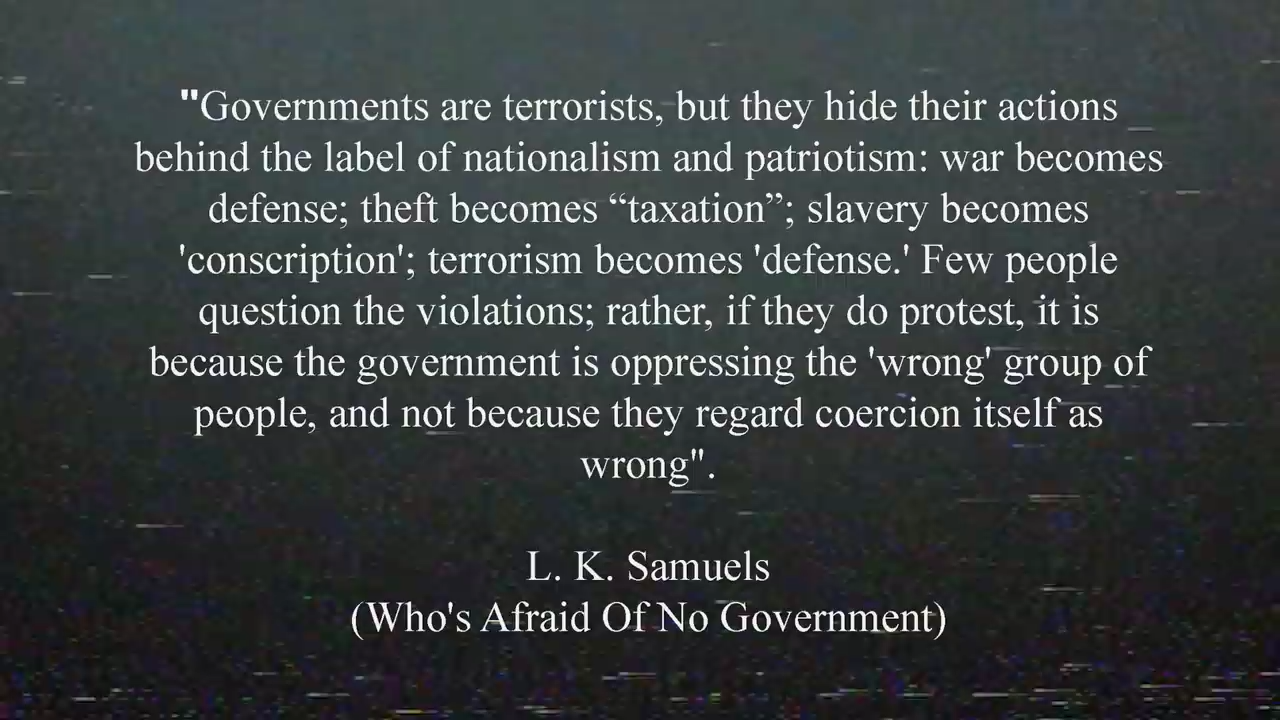 "Governments are terrorists, but they hide their actions
behind the label of nationalism and patriotism: war becomes
defense; theft becomes “taxation”; slavery becomes
'conscription'; terrorism becomes 'defense.' Few people
question the violations; rather, if they do protest, it is
because the government is oppressing the 'wrong' group of
people, and not because they regard coercion itself as
wrong".
L. K. Samuels
(Who's Afraid Of No Government)